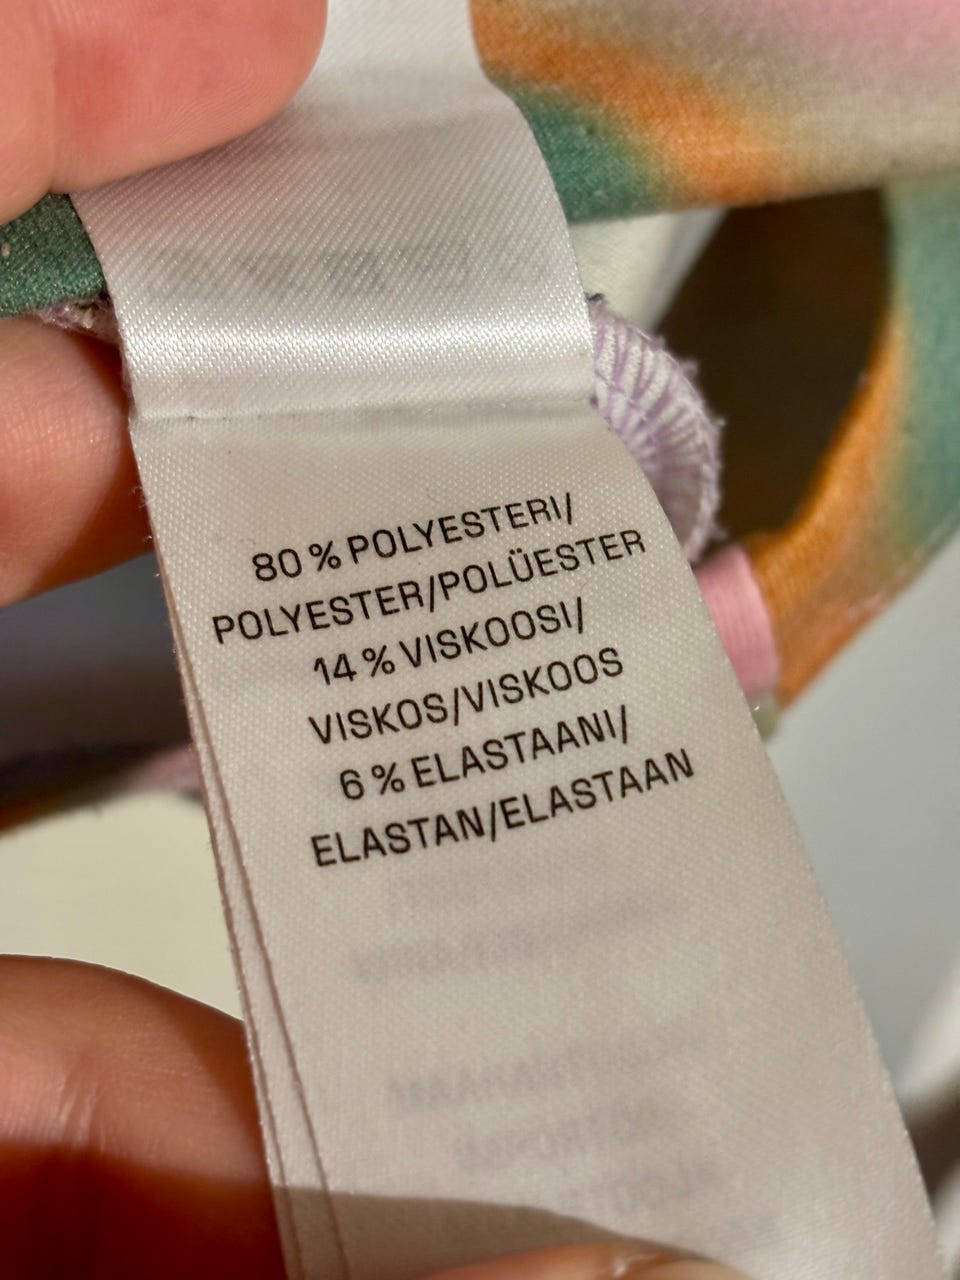 80 % POLYESTERI/
POLYESTER/POLÜESTER
14 % VISKOOSI/
VISKOS/VISKOOS
6 % ELASTAANI/
ELASTAN/ELASTAAN